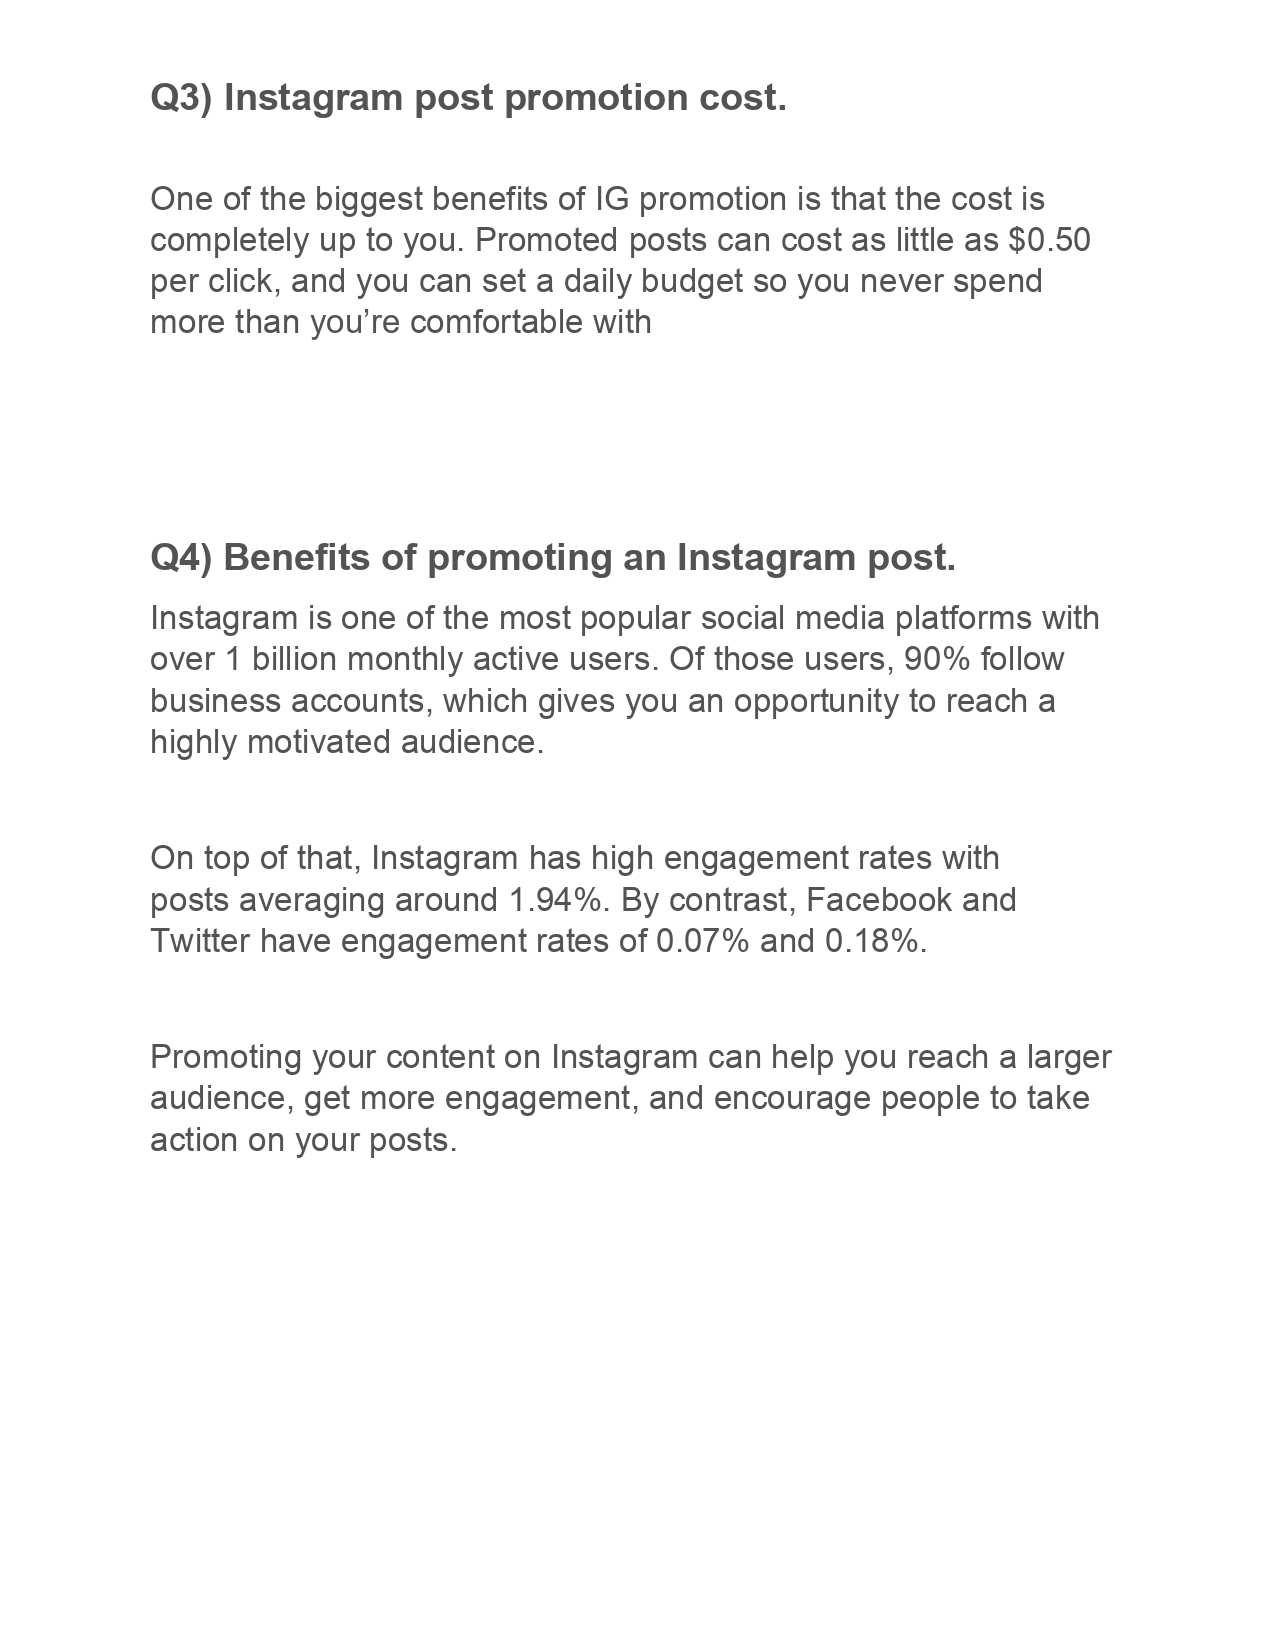 Q3) Instagram post promotion cost.
One of the biggest benefits of IG promotion is that the cost is
completely up to you. Promoted posts can cost as little as $0.50
per click, and you can set a daily budget so you never spend
more than you’re comfortable with
Q4) Benefits of promoting an Instagram post.
Instagram is one of the most popular social media platforms with
over 1 billion monthly active users. Of those users, 90% follow
business accounts, which gives you an opportunity to reach a
highly motivated audience.
On top of that, Instagram has high engagement rates with
posts averaging around 1.94%. By contrast, Facebook and
Twitter have engagement rates of 0.07% and 0.18%.
Promoting your content on Instagram can help you reach a larger
audience, get more engagement, and encourage people to take
action on your posts.